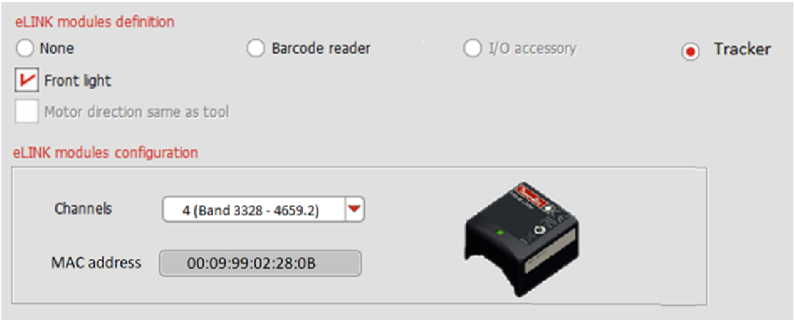 eLINK modules definition
None
Barcode reader
I/O accessory
Tracker
Front light
Motor direction same as tool
eLINK modules configuration
Channels
4 (Band 3328 - 4659.2)
MAC address
00:09:99:02:28:0B